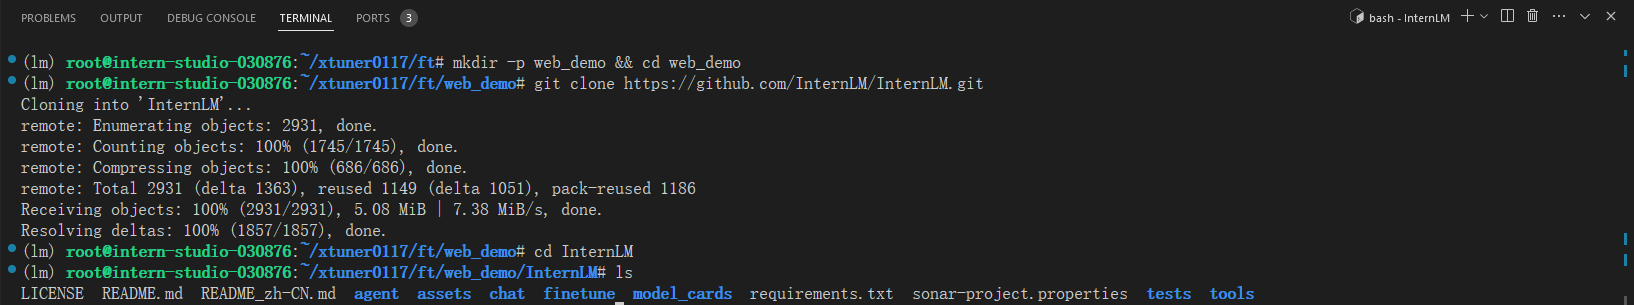 PROBLEMS OUTPUT DEBUG CONSOLE TERMINAL PORTS 3 bash - InternLM
(lm) root@intern-studio-030876:~/xtuner0117/ft# mkdir -p web_demo && cd web_demo
(lm) root@intern-studio-030876:~/xtuner0117/ft/web_demo# git clone https://github.com/InternLM/InternLM.git
Cloning into 'InternLM'...
remote: Enumerating objects: 2931, done.
remote: Counting objects: 100% (1745/1745), done.
remote: Compressing objects: 100% (686/686), done.
remote: Total 2931 (delta 1363), reused 1149 (delta 1051), pack-reused 1186
Receiving objects: 100% (2931/2931), 5.08 MiB | 7.38 MiB/s, done.
Resolving deltas: 100% (1857/1857), done.
(lm) root@intern-studio-030876:~/xtuner0117/ft/web_demo# cd InternLM
(lm) root@intern-studio-030876:~/xtuner0117/ft/web_demo/InternLM# ls
LICENSE README.md README_zh-CN.md agent assets chat finetune model_cards requirements.txt sonar-project.properties tests tools